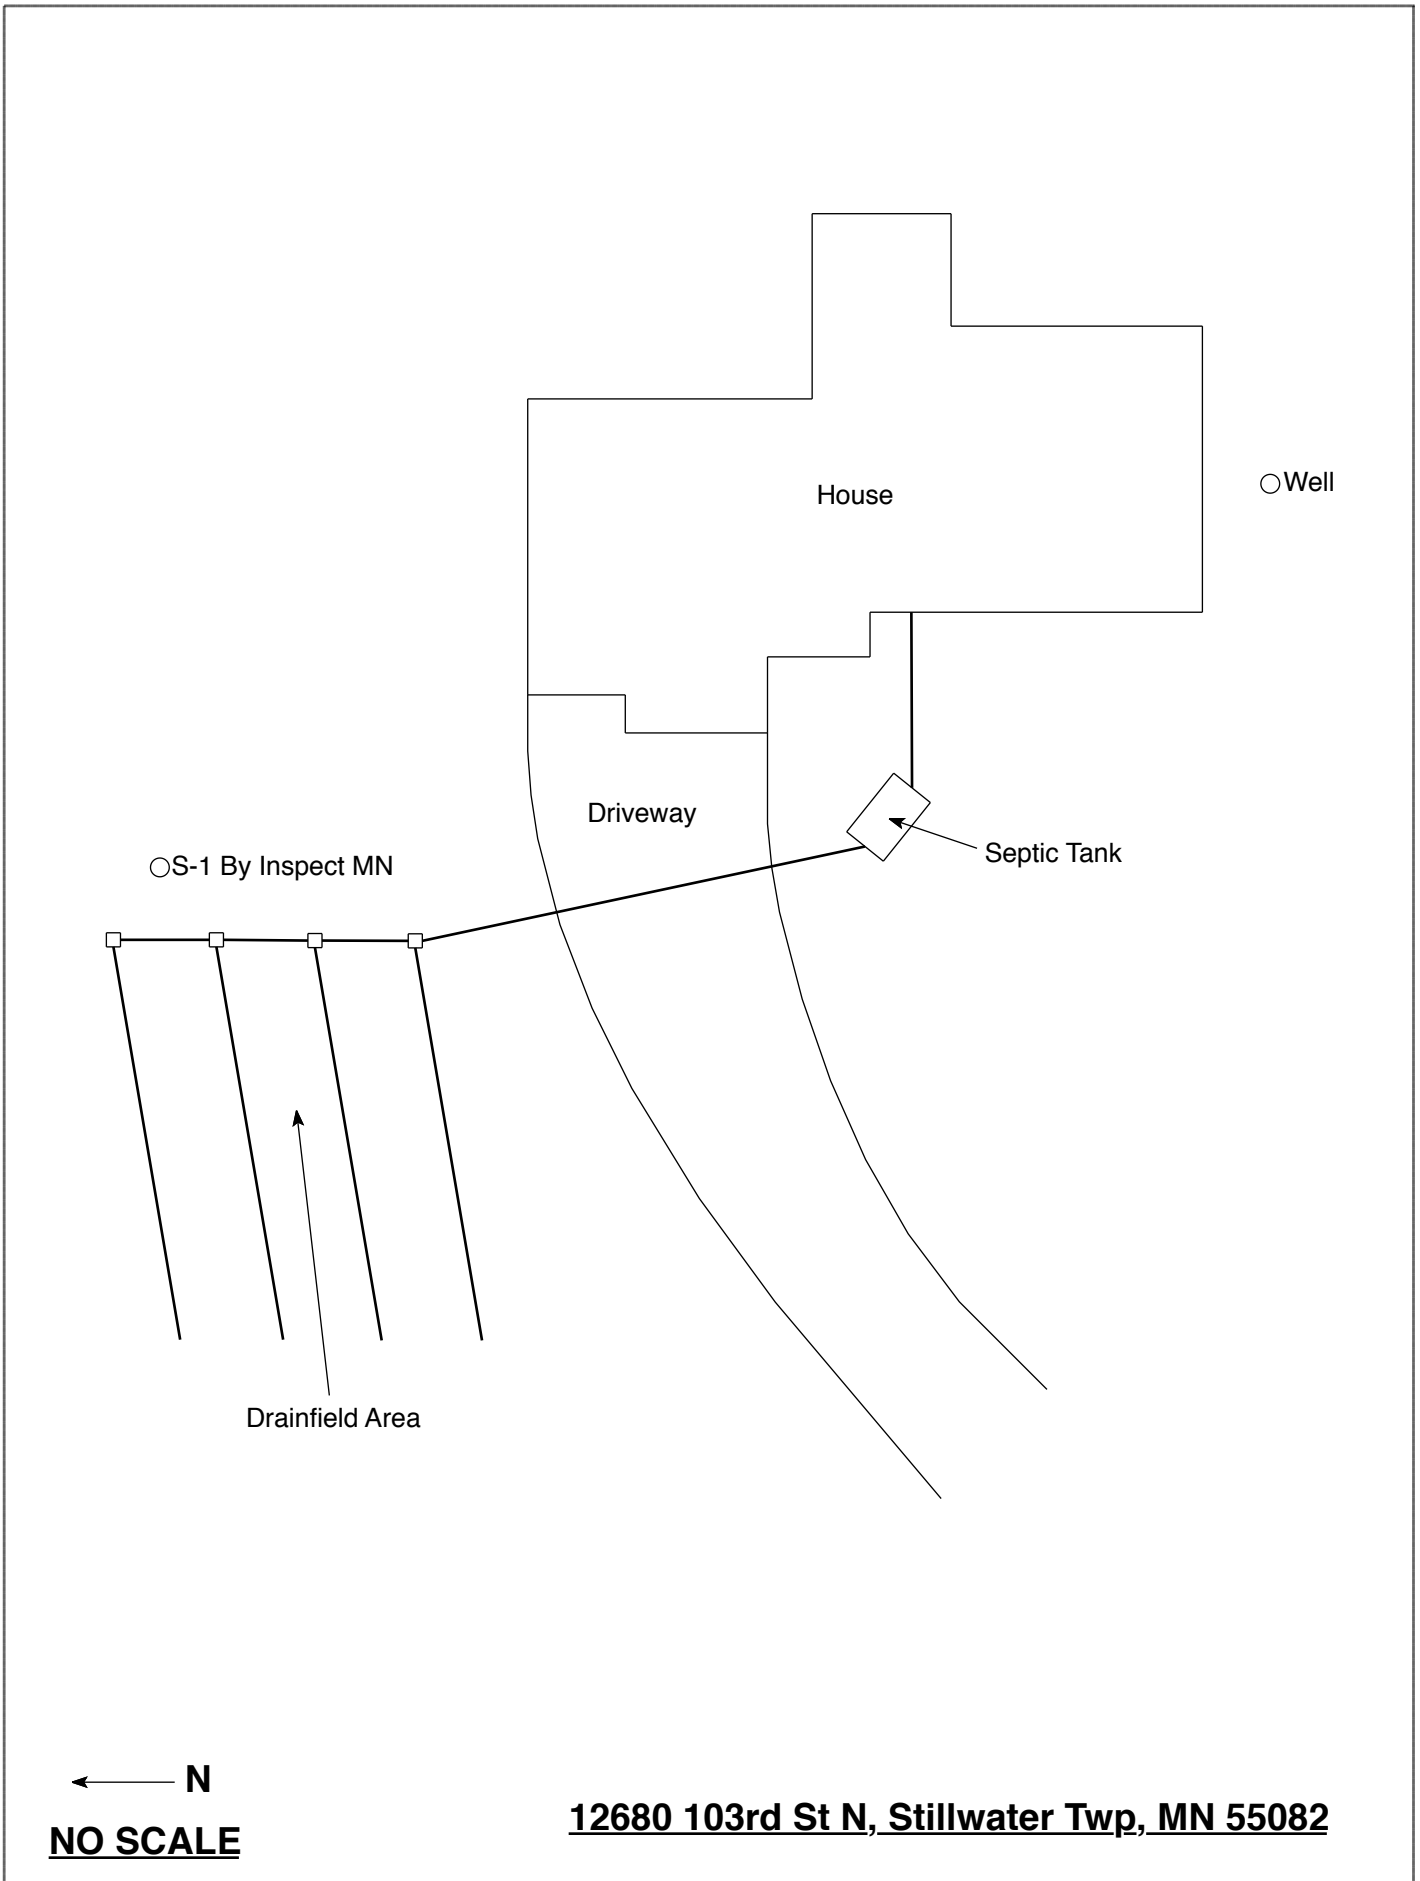 House
Well
Driveway
Septic Tank
S-1 By Inspect MN
Drainfield Area
N
NO SCALE
12680 103rd St N, Stillwater Twp, MN 55082